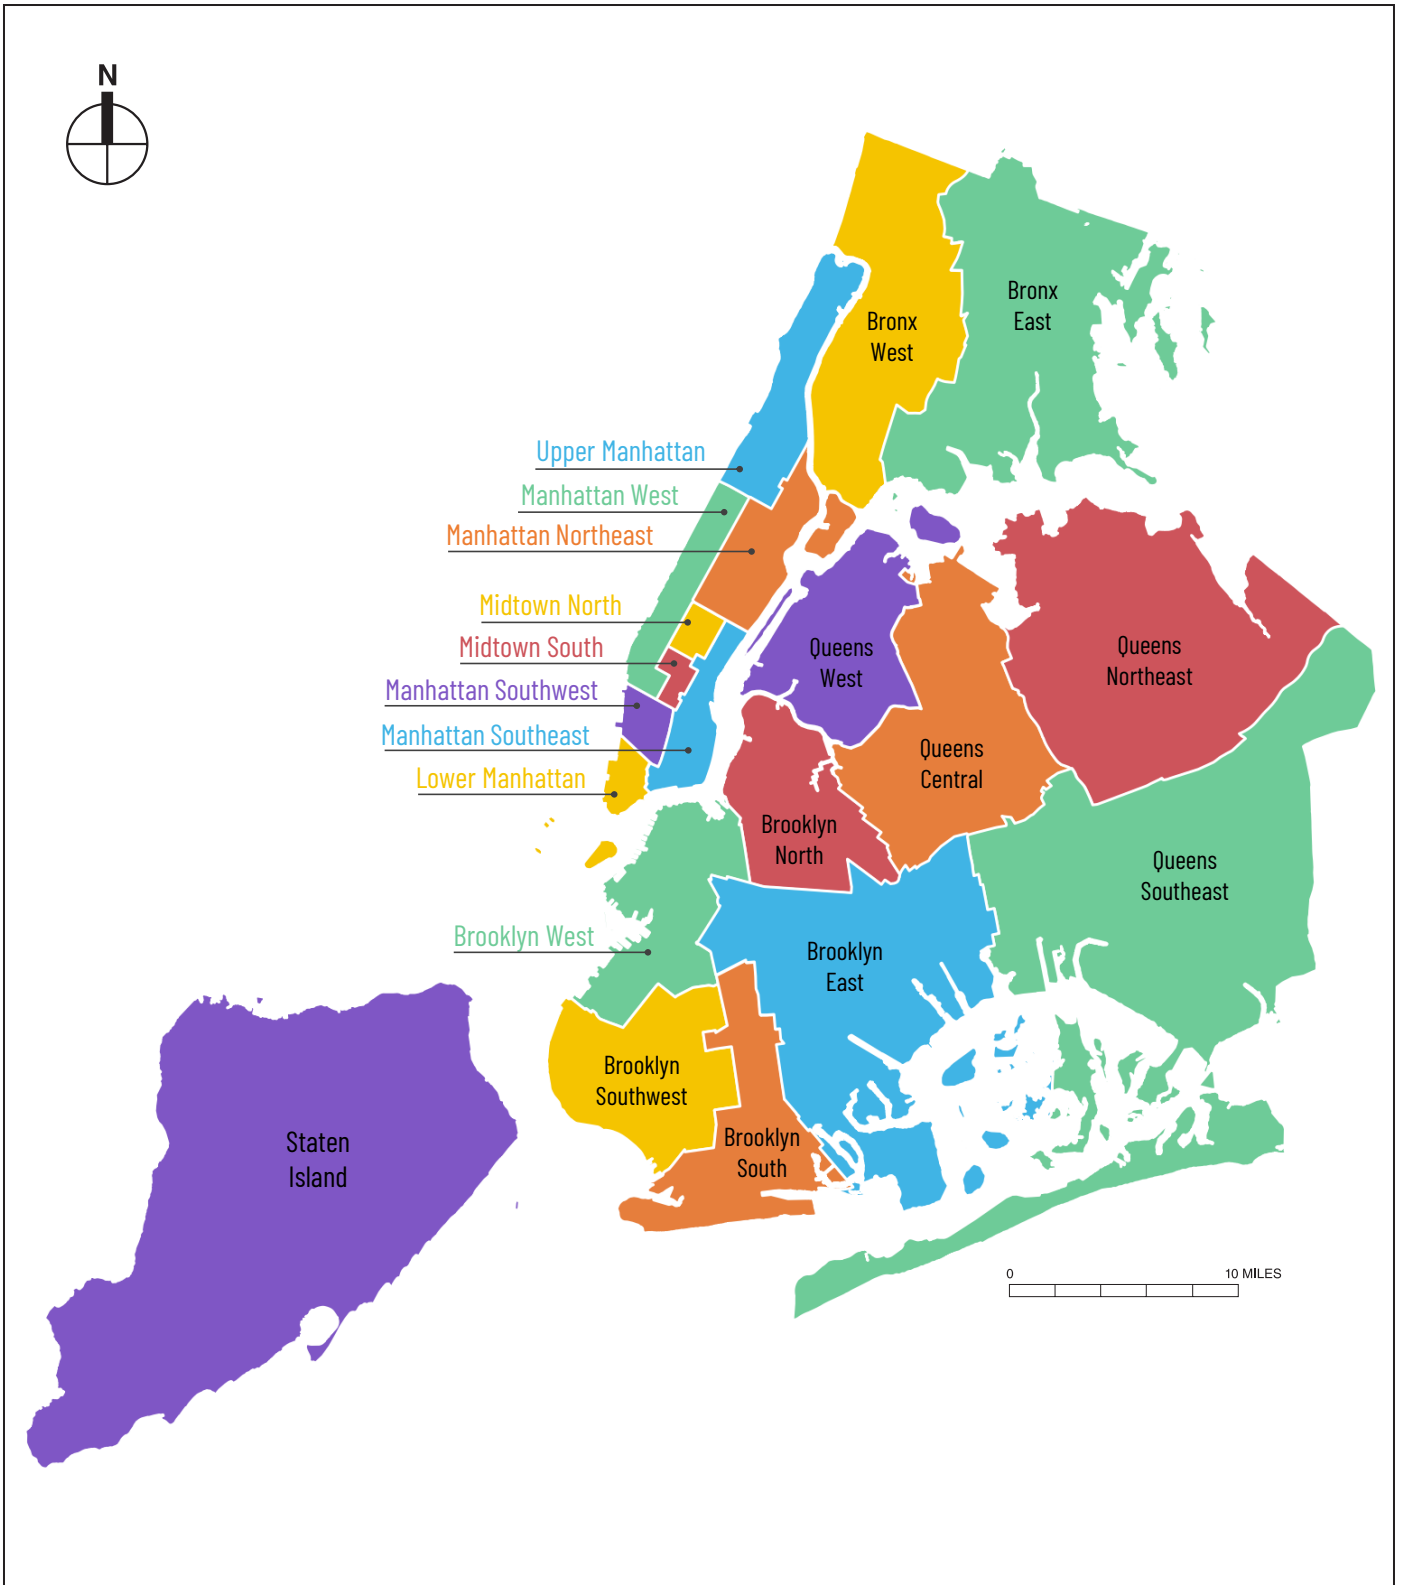 N
Bronx
East
Bronx
West
Upper Manhattan
Manhattan West
Manhattan Northeast
Midtown North
Midtown South
Manhattan Southwest
Manhattan Southeast
Lower Manhattan
Queens
West
Queens
Northeast
Queens
Central
Brooklyn
North
Queens
Southeast
Brooklyn West
Brooklyn
East
Brooklyn
Southwest
Brooklyn
South
Staten
Island
0 10 MILES